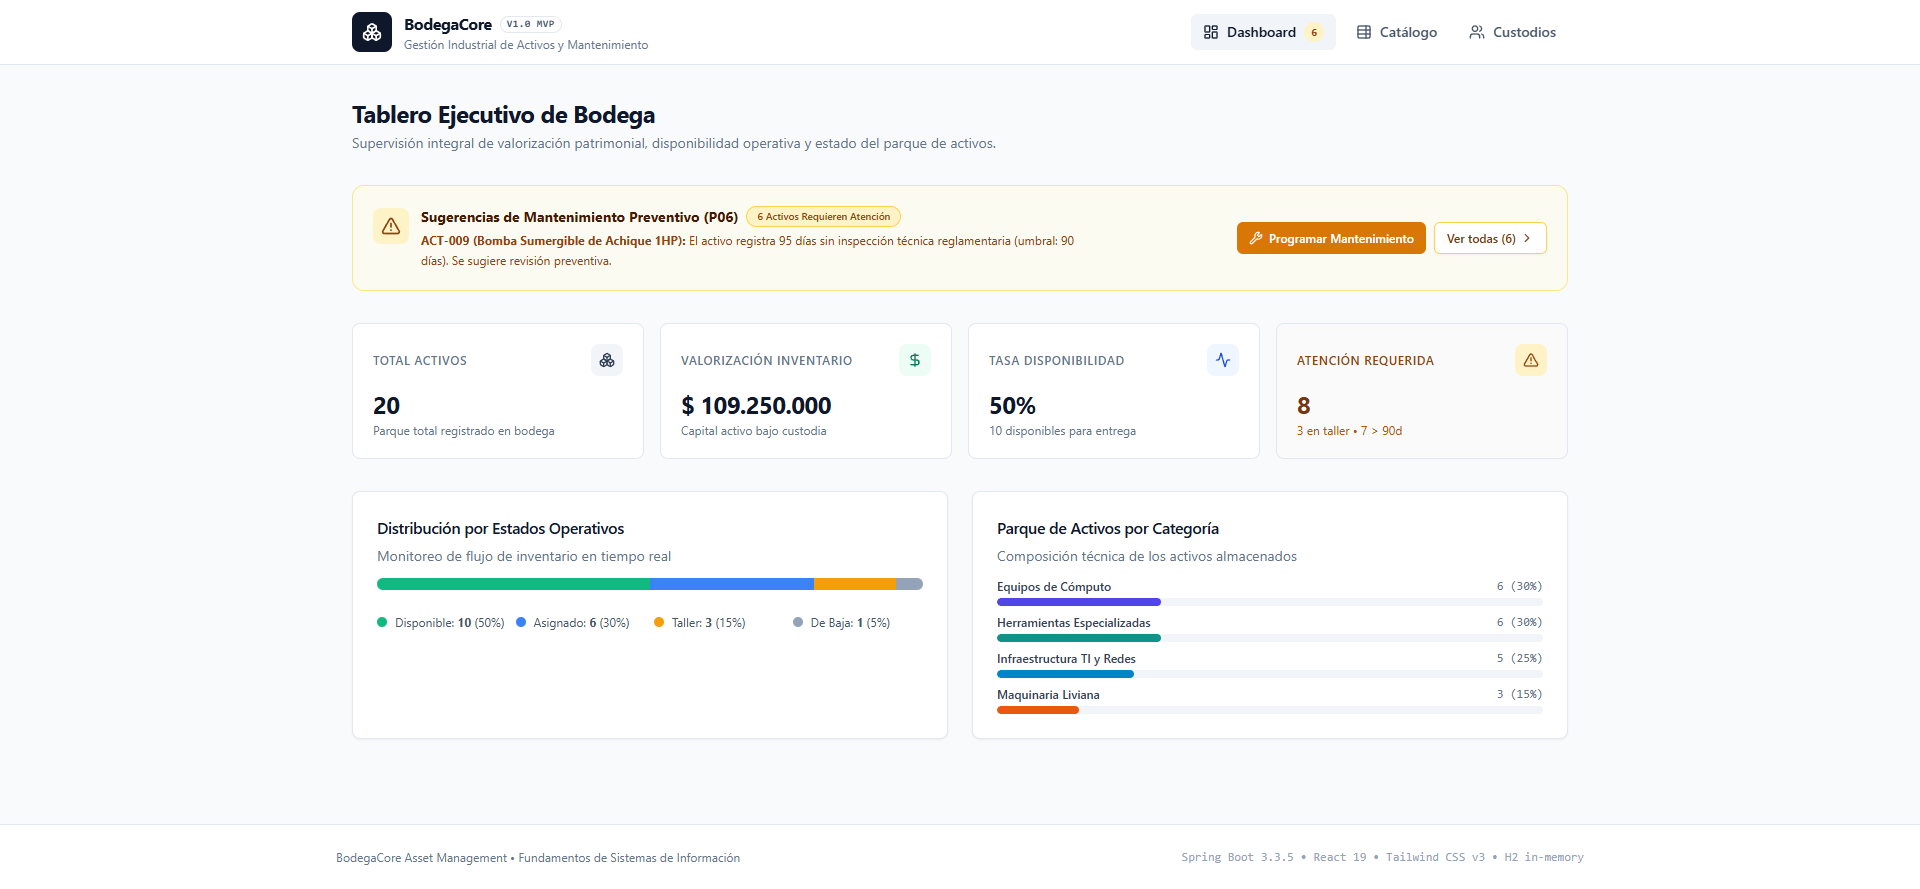 BodegaCore V1.0 MVP
Gestión Industrial de Activos y Mantenimiento
Dashboard 6
Catálogo
Custodios
Tablero Ejecutivo de Bodega
Supervisión integral de valorización patrimonial, disponibilidad operativa y estado del parque de activos.
Sugerencias de Mantenimiento Preventivo (P06) 6 Activos Requieren Atención
ACT-009 (Bomba Sumergible de Achique 1HP): El activo registra 95 días sin inspección técnica reglamentaria (umbral: 90
días). Se sugiere revisión preventiva.
Programar Mantenimiento
Ver todas (6)
TOTAL ACTIVOS
20
Parque total registrado en bodega
VALORIZACIÓN INVENTARIO
$
$ 109.250.000
Capital activo bajo custodia
TASA DISPONIBILIDAD
50%
10 disponibles para entrega
ATENCIÓN REQUERIDA
8
3 en taller • 7 > 90d
Distribución por Estados Operativos
Monitoreo de flujo de inventario en tiempo real
Disponible: 10 (50%) Asignado: 6 (30%) Taller: 3 (15%) De Baja: 1 (5%)
Parque de Activos por Categoría
Composición técnica de los activos almacenados
Equipos de Cómputo 6 (30%)
Herramientas Especializadas 6 (30%)
Infraestructura TI y Redes 5 (25%)
Maquinaria Liviana 3 (15%)
BodegaCore Asset Management • Fundamentos de Sistemas de Información
Spring Boot 3.3.5 • React 19 • Tailwind CSS v3 • H2 in-memory